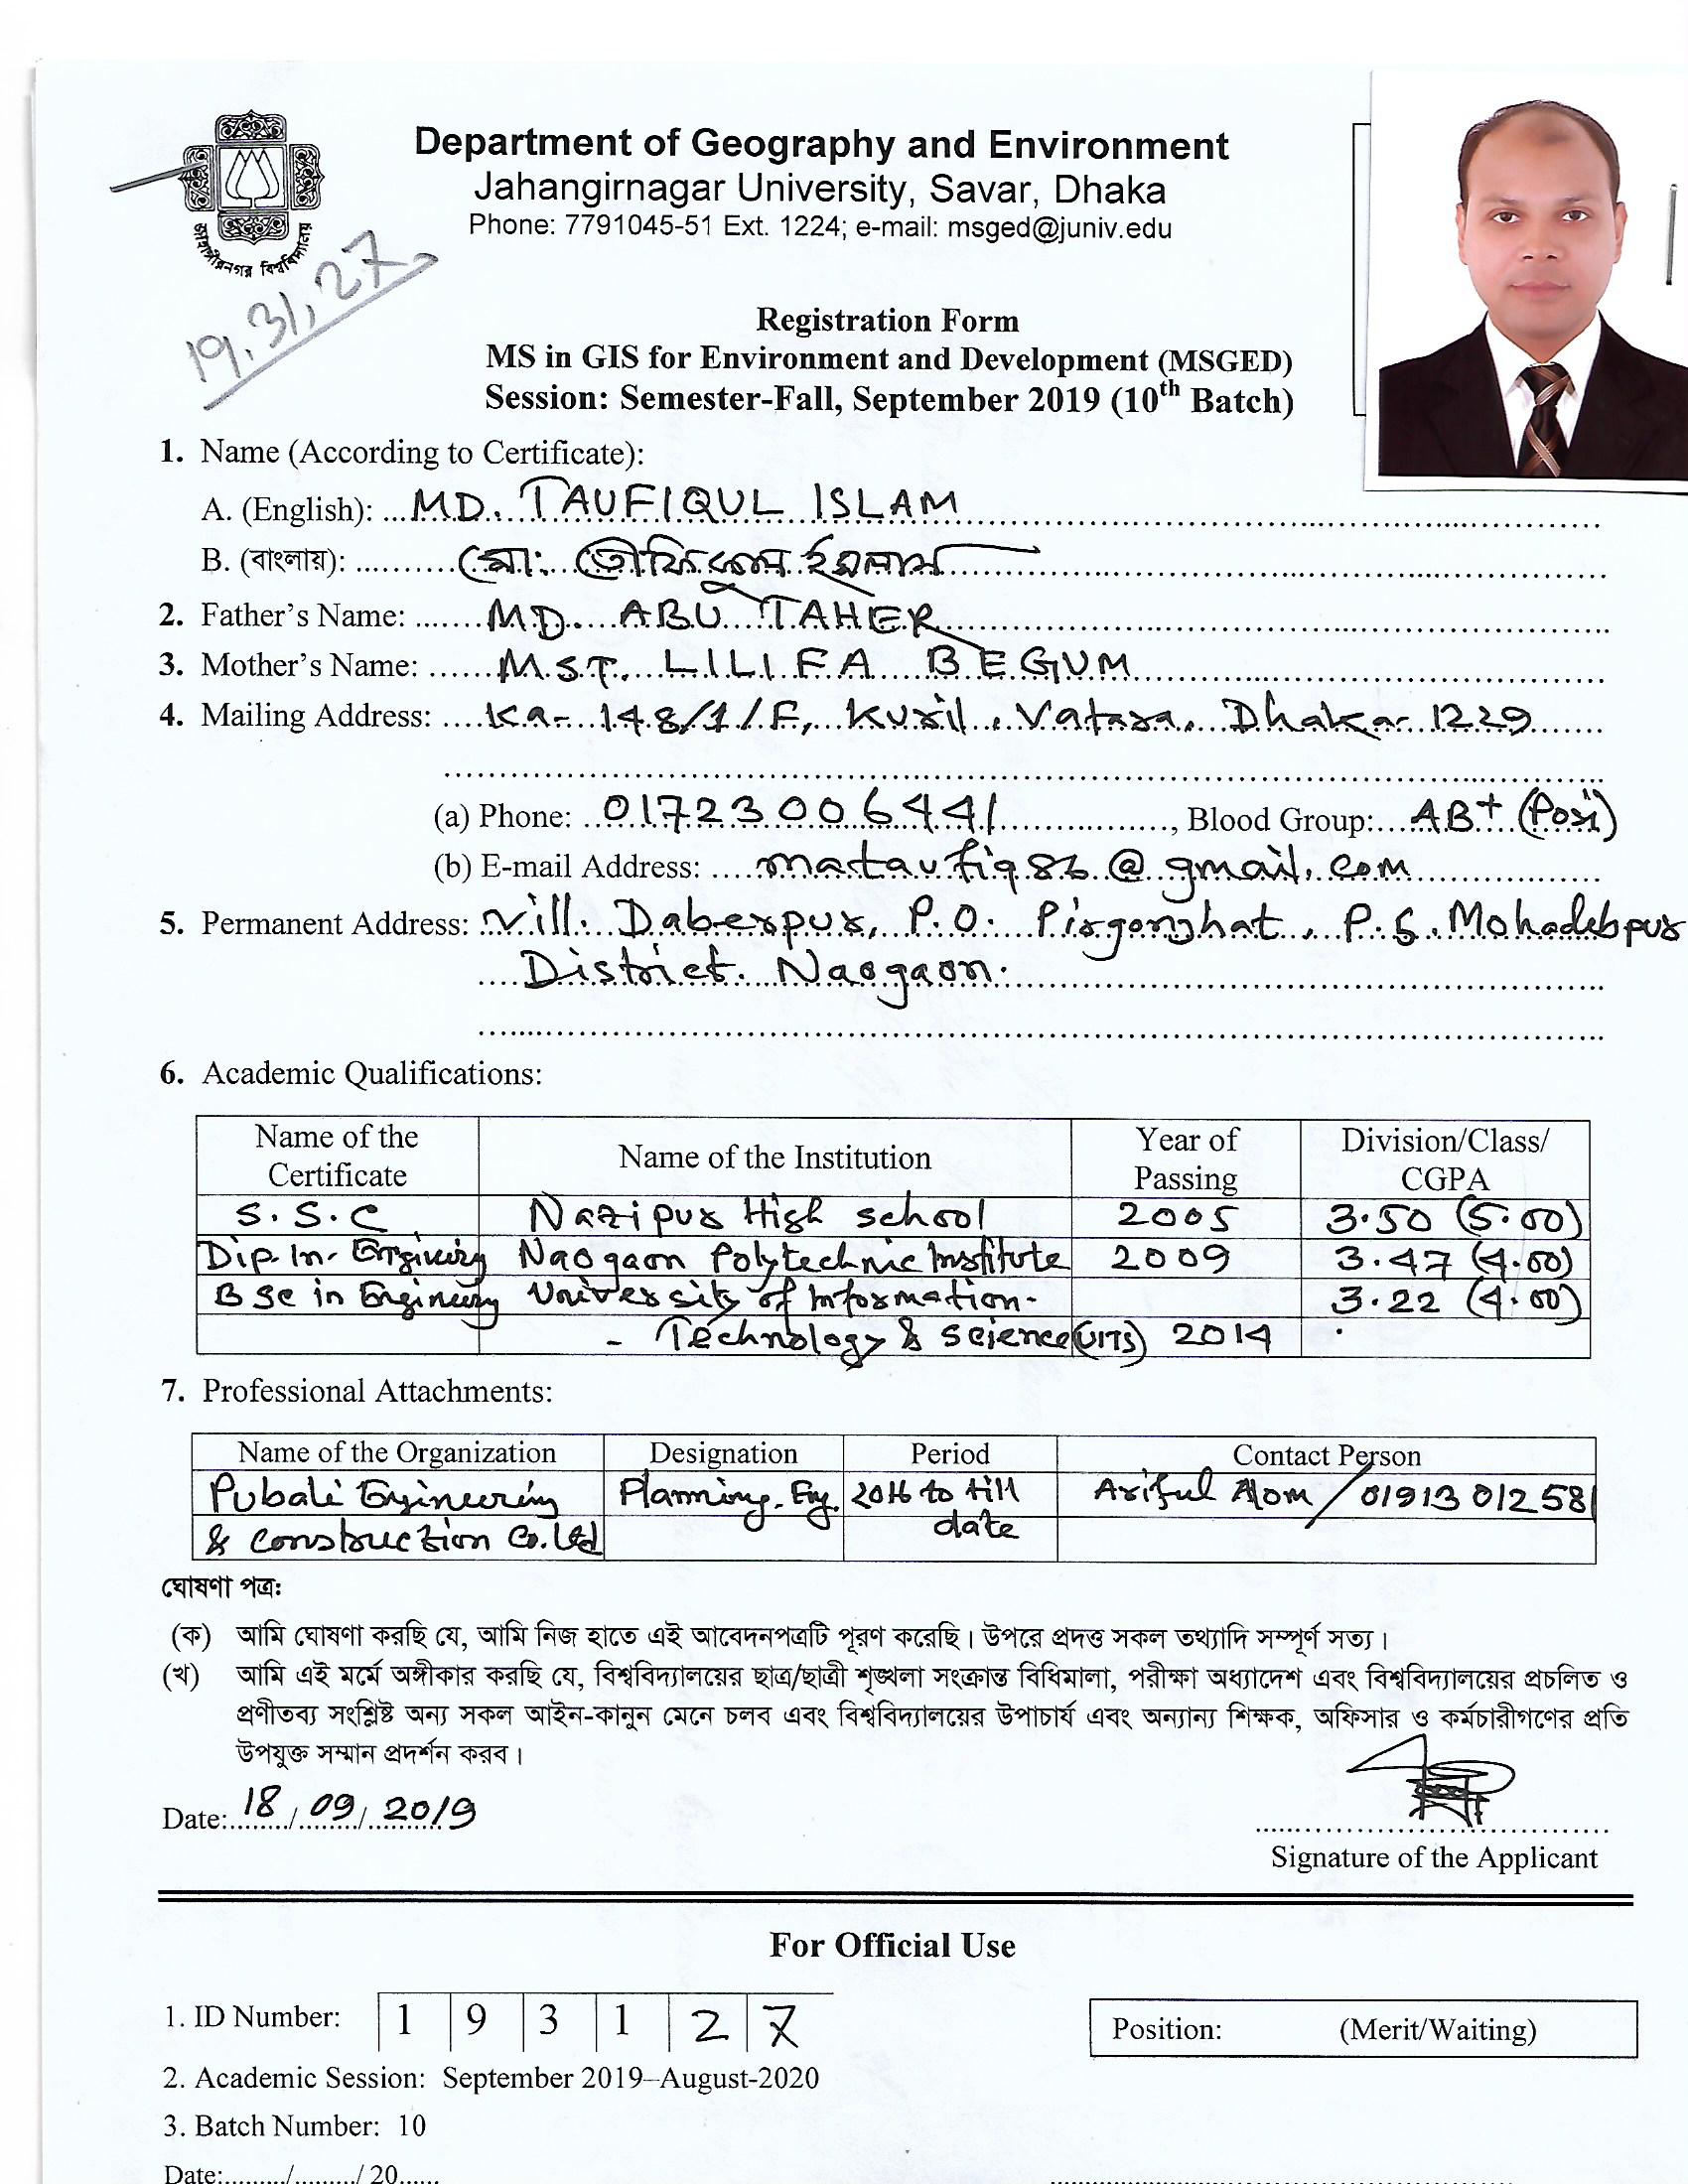 Department of Geography and Environment
Jahangirnagar University, Savar, Dhaka
Phone: 7791045-51 Ext. 1224; e-mail: msged@juniv.edu
জাহাঙ্গীরনগর বিশ্ববিদ্যালয়
19,31,27
Registration Form
MS in GIS for Environment and Development (MSGED)
Session: Semester-Fall, September 2019 (10th Batch)
1. Name (According to Certificate):
A. (English): MD. TAUFIQUL ISLAM
B. (বাংলায়): মো: তৌফিকুল ইসলাম
2. Father's Name: MD. ABU TAHER
3. Mother's Name: MST. LILIFA BEGUM
4. Mailing Address: Ka- 148/1/F, Kuril, Vatara, Dhaka- 1229
(a) Phone: 01723006441, Blood Group: AB+ (Posi)
(b) E-mail Address: mataufiq86@gmail.com
5. Permanent Address: Vill. Daberpur, P.O. Pirgonjhat, P.S. Mohadebpur
District. Naogaon.
6. Academic Qualifications:
Name of the Certificate Name of the Institution Year of Passing Division/Class/CGPA
S.S.C Nazipur High school 2005 3.50 (5.00)
Dip. In- Engineering Naogaon Polytechnic Institute 2009 3.47 (4.00)
BSc in Engineering University of Information- 3.22 (4.00)
- Technology & Science (UITS) 2014
7. Professional Attachments:
Name of the Organization Designation Period Contact Person
Pubali Engineering Planning. Eng. 2016 to till Ariful Alom / 01913012581
& Construction Co. Ltd date
ঘোষণা পত্র:
(ক) আমি ঘোষণা করছি যে, আমি নিজ হাতে এই আবেদনপত্রটি পূরণ করেছি। উপরে প্রদত্ত সকল তথ্যাদি সম্পূর্ণ সত্য।
(খ) আমি এই মর্মে অঙ্গীকার করছি যে, বিশ্ববিদ্যালয়ের ছাত্র/ছাত্রী শৃঙ্খলা সংক্রান্ত বিধিমালা, পরীক্ষা অধ্যাদেশ এবং বিশ্ববিদ্যালয়ের প্রচলিত ও
প্রণীতব্য সংশ্লিষ্ট অন্য সকল আইন-কানুন মেনে চলব এবং বিশ্ববিদ্যালয়ের উপাচার্য এবং অন্যান্য শিক্ষক, অফিসার ও কর্মচারীগণের প্রতি
উপযুক্ত সম্মান প্রদর্শন করব।
Date: 18/09/2019
Signature of the Applicant
For Official Use
1. ID Number: 1 9 3 1 2 7
Position: (Merit/Waiting)
2. Academic Session: September 2019–August-2020
3. Batch Number: 10
Date:......../......../20......